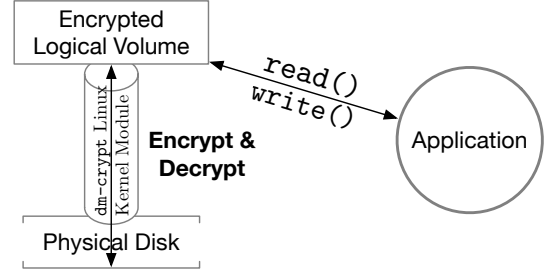 Encrypted
Logical Volume
read()
write()
Application
dm-crypt Linux
Kernel Module
Encrypt &
Decrypt
Physical Disk